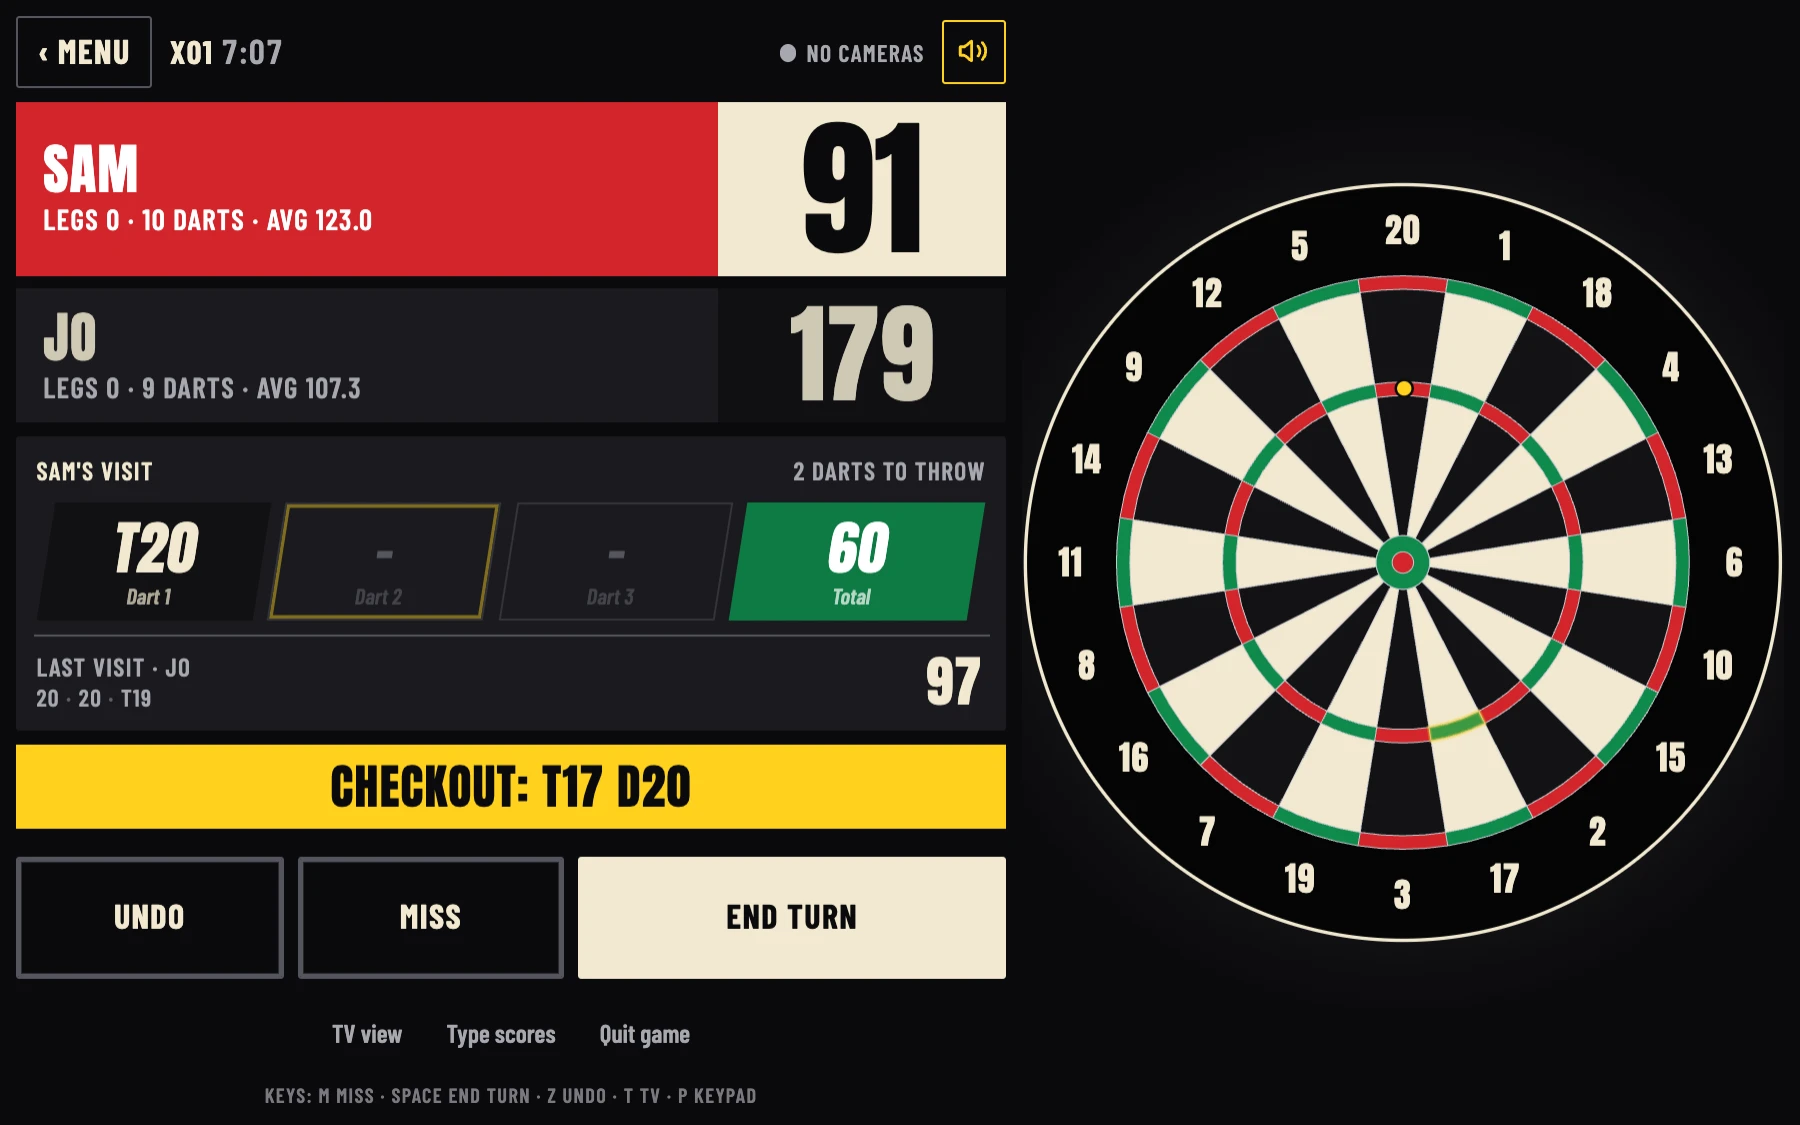 ‹ MENU X01 7:07 NO CAMERAS
SAM
LEGS 0 · 10 DARTS · AVG 123.0
91
JO
LEGS 0 · 9 DARTS · AVG 107.3
179
SAM'S VISIT 2 DARTS TO THROW
T20 - - 60
Dart 1 Dart 2 Dart 3 Total
LAST VISIT · JO
20 · 20 · T19
97
CHECKOUT: T17 D20
UNDO MISS END TURN
TV view Type scores Quit game
KEYS: M MISS · SPACE END TURN · Z UNDO · T TV · P KEYPAD
20
1
18
4
13
6
10
15
2
17
3
19
7
16
8
11
14
9
12
5